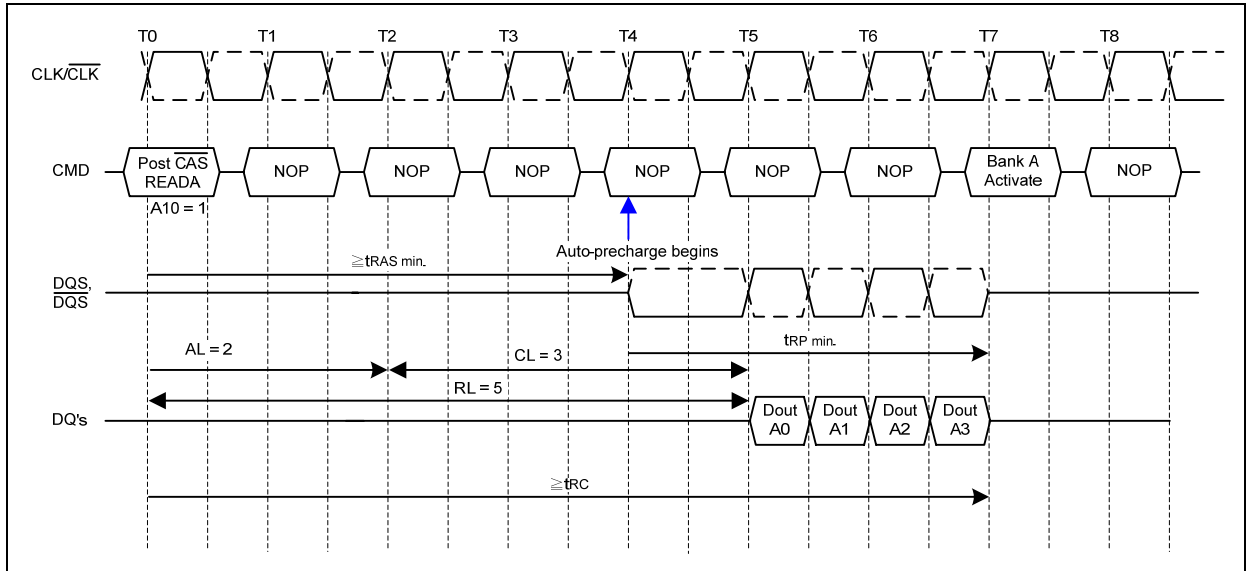 T0 T1 T2 T3 T4 T5 T6 T7 T8
CLK/CLK
CMD
Post CAS
READA
NOP
NOP
NOP
NOP
NOP
NOP
Bank A
Activate
NOP
A10 = 1
Auto-precharge begins
≧tRAS min.
DQS,
DQS
tRP min.
AL = 2
CL = 3
RL = 5
DQ's
Dout
A0
Dout
A1
Dout
A2
Dout
A3
≧tRC